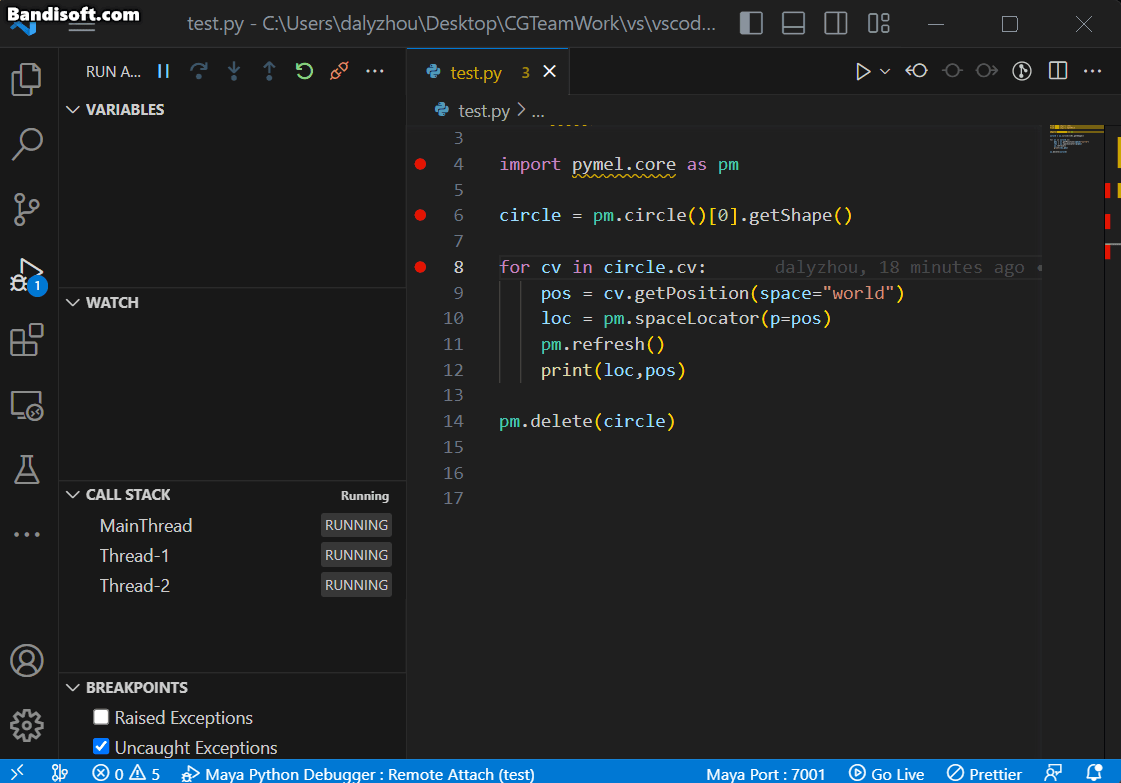 Bandisoft.com
test.py - C:\Users\dalyzhou\Desktop\CGTeamWork\vs\vscod...
RUN A...
test.py 3
VARIABLES
test.py > ...
3
4 import pymel.core as pm
5
6 circle = pm.circle()[0].getShape()
7
8 for cv in circle.cv: dalyzhou, 18 minutes ago •
9 pos = cv.getPosition(space="world")
10 loc = pm.spaceLocator(p=pos)
11 pm.refresh()
12 print(loc,pos)
13
14 pm.delete(circle)
15
16
17
1
WATCH
CALL STACK Running
MainThread RUNNING
Thread-1 RUNNING
Thread-2 RUNNING
BREAKPOINTS
Raised Exceptions
Uncaught Exceptions
0 5 Maya Python Debugger : Remote Attach (test) Maya Port : 7001 Go Live Prettier